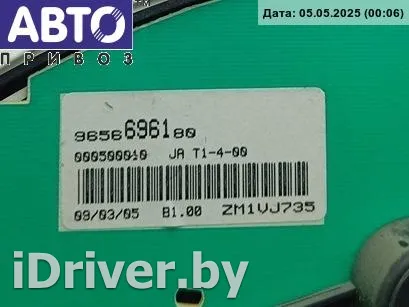 АВТО
ПРИВОЗ
Дата: 05.05.2025 (00:06)
9656696180
000500010 JA T1-4-00
09/03/05 B1.00 ZM1VJ735
iDriver.by